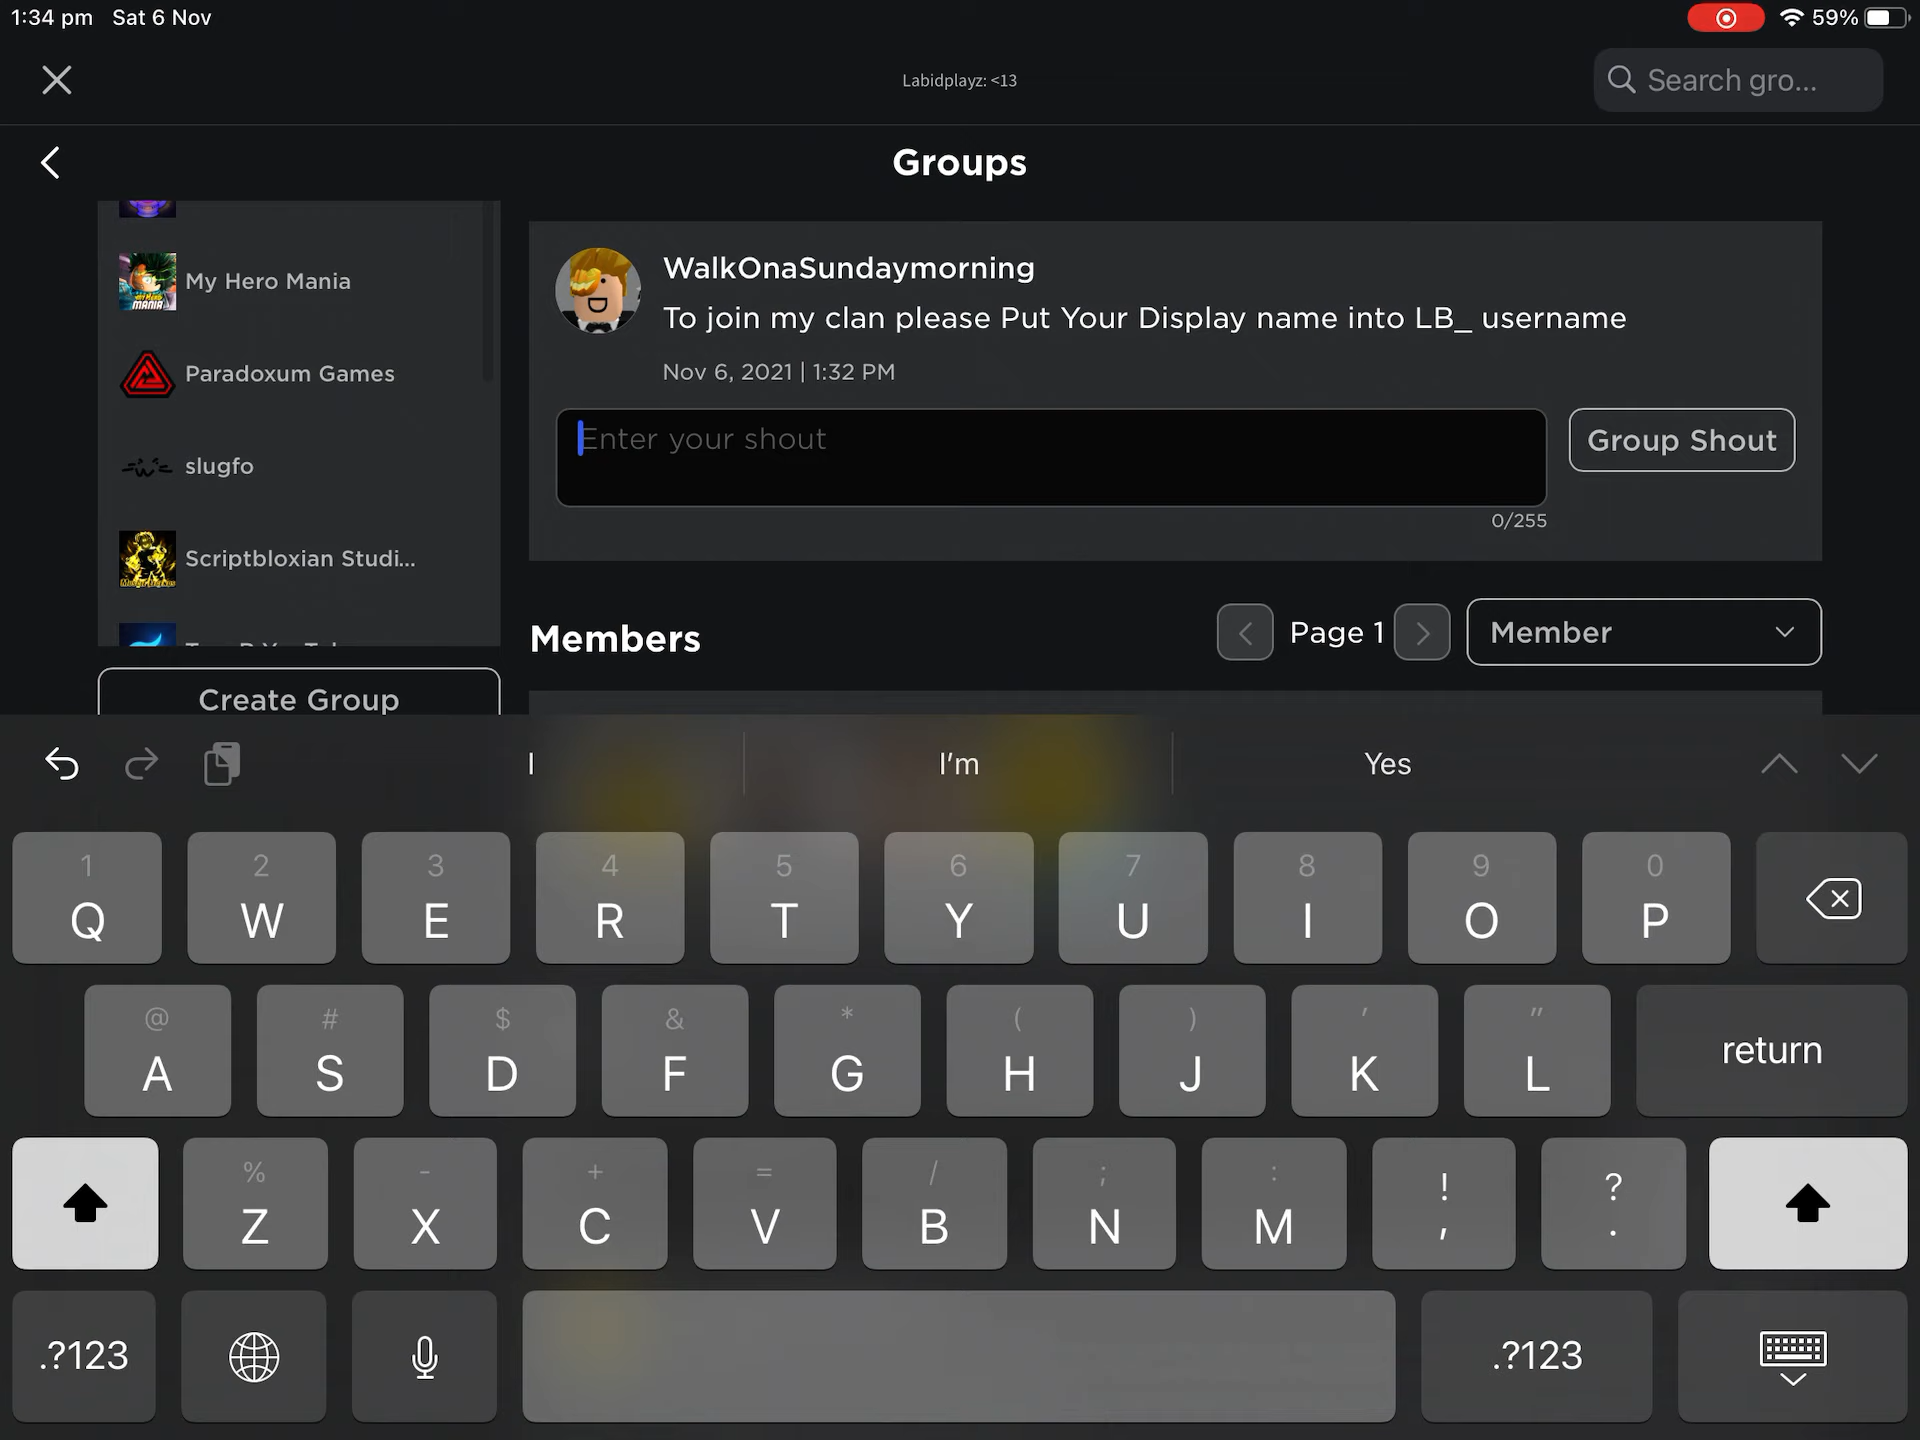 1:34 pm Sat 6 Nov
59%
Labidplayz: <13
Search gro...
Groups
My Hero Mania
Paradoxum Games
slugfo
Scriptbloxian Studi...
Create Group
WalkOnaSundaymorning
To join my clan please Put Your Display name into LB_ username
Nov 6, 2021 | 1:32 PM
Enter your shout
Group Shout
0/255
Members
Page 1
Member
I
I'm
Yes
1 2 3 4 5 6 7 8 9 0
Q W E R T Y U I O P
@ # $ & * ( ) ' "
A S D F G H J K L return
% - + = / ; : ! ?
Z X C V B N M , .
.?123 .?123